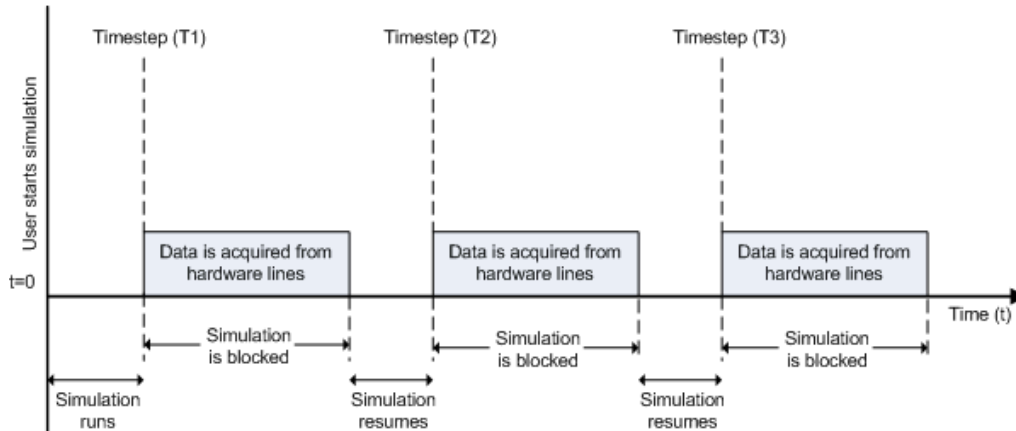 Timestep (T1)
Timestep (T2)
Timestep (T3)
User starts simulation
Data is acquired from
hardware lines
Data is acquired from
hardware lines
Data is acquired from
hardware lines
t=0
Time (t)
Simulation
is blocked
Simulation
is blocked
Simulation
is blocked
Simulation
runs
Simulation
resumes
Simulation
resumes